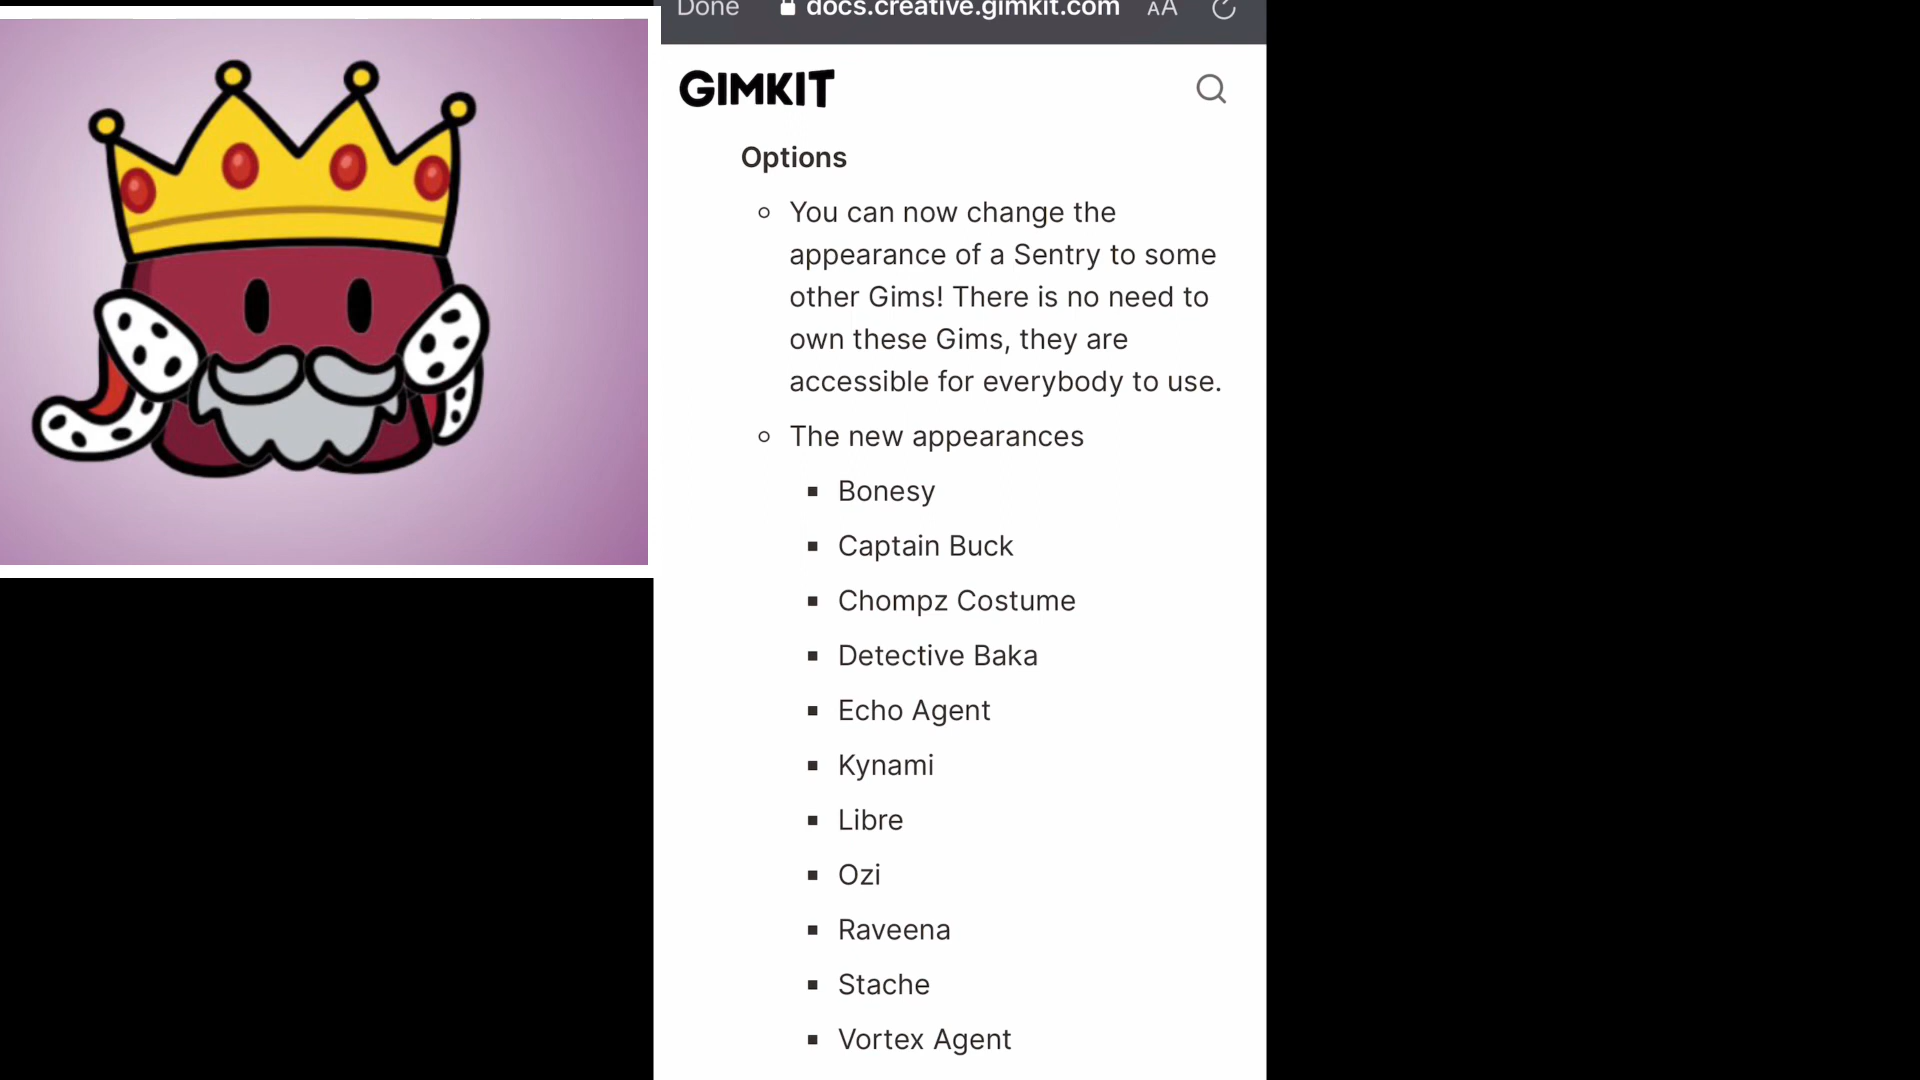 Done docs.creative.gimkit.com AA
GIMKIT
Options
You can now change the
appearance of a Sentry to some
other Gims! There is no need to
own these Gims, they are
accessible for everybody to use.
The new appearances
Bonesy
Captain Buck
Chompz Costume
Detective Baka
Echo Agent
Kynami
Libre
Ozi
Raveena
Stache
Vortex Agent